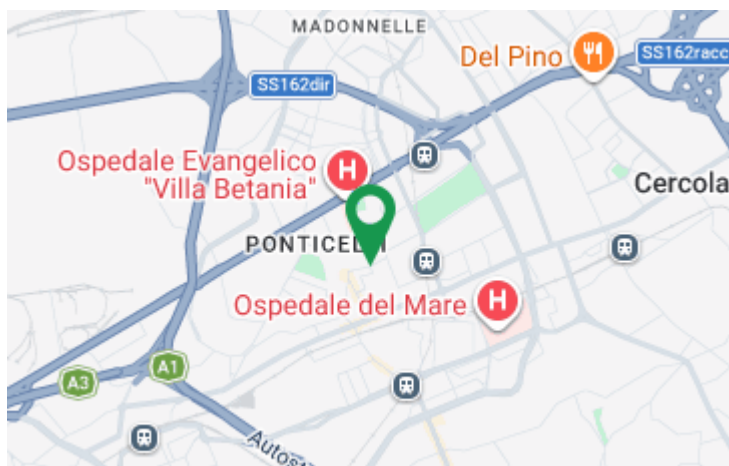 MADONNELLE
Del Pino
SS162racc
SS162dir
Ospedale Evangelico
"Villa Betania"
H
Cercola
PONTICELLI
Ospedale del Mare
H
A3
A1
Autost